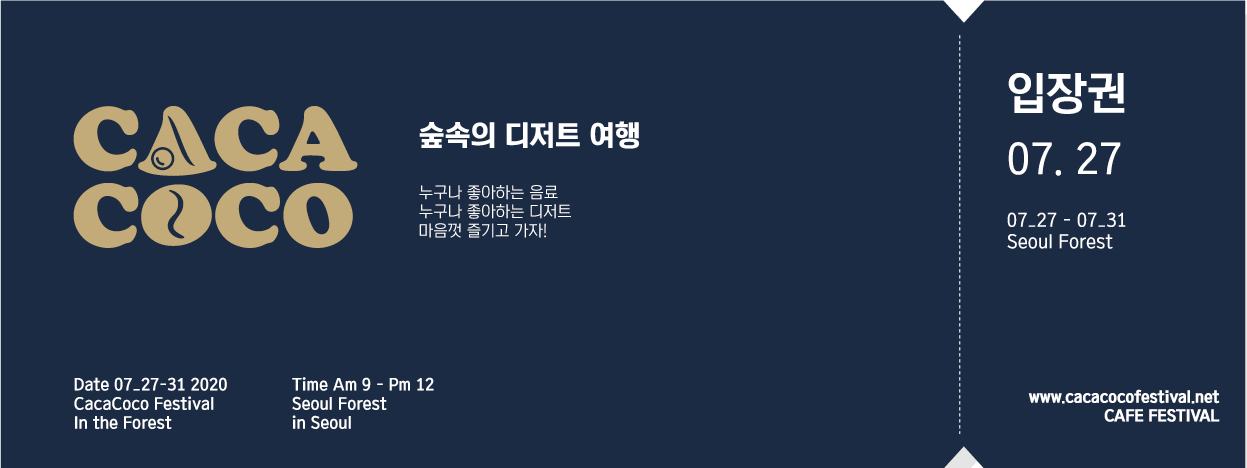 CACA
COCO
숲속의 디저트 여행
누구나 좋아하는 음료
누구나 좋아하는 디저트
마음껏 즐기고 가자!
Date 07_27-31 2020
CacaCoco Festival
In the Forest
Time Am 9 - Pm 12
Seoul Forest
in Seoul
입장권
07. 27
07_27 - 07_31
Seoul Forest
www.cacacocofestival.net
CAFE FESTIVAL